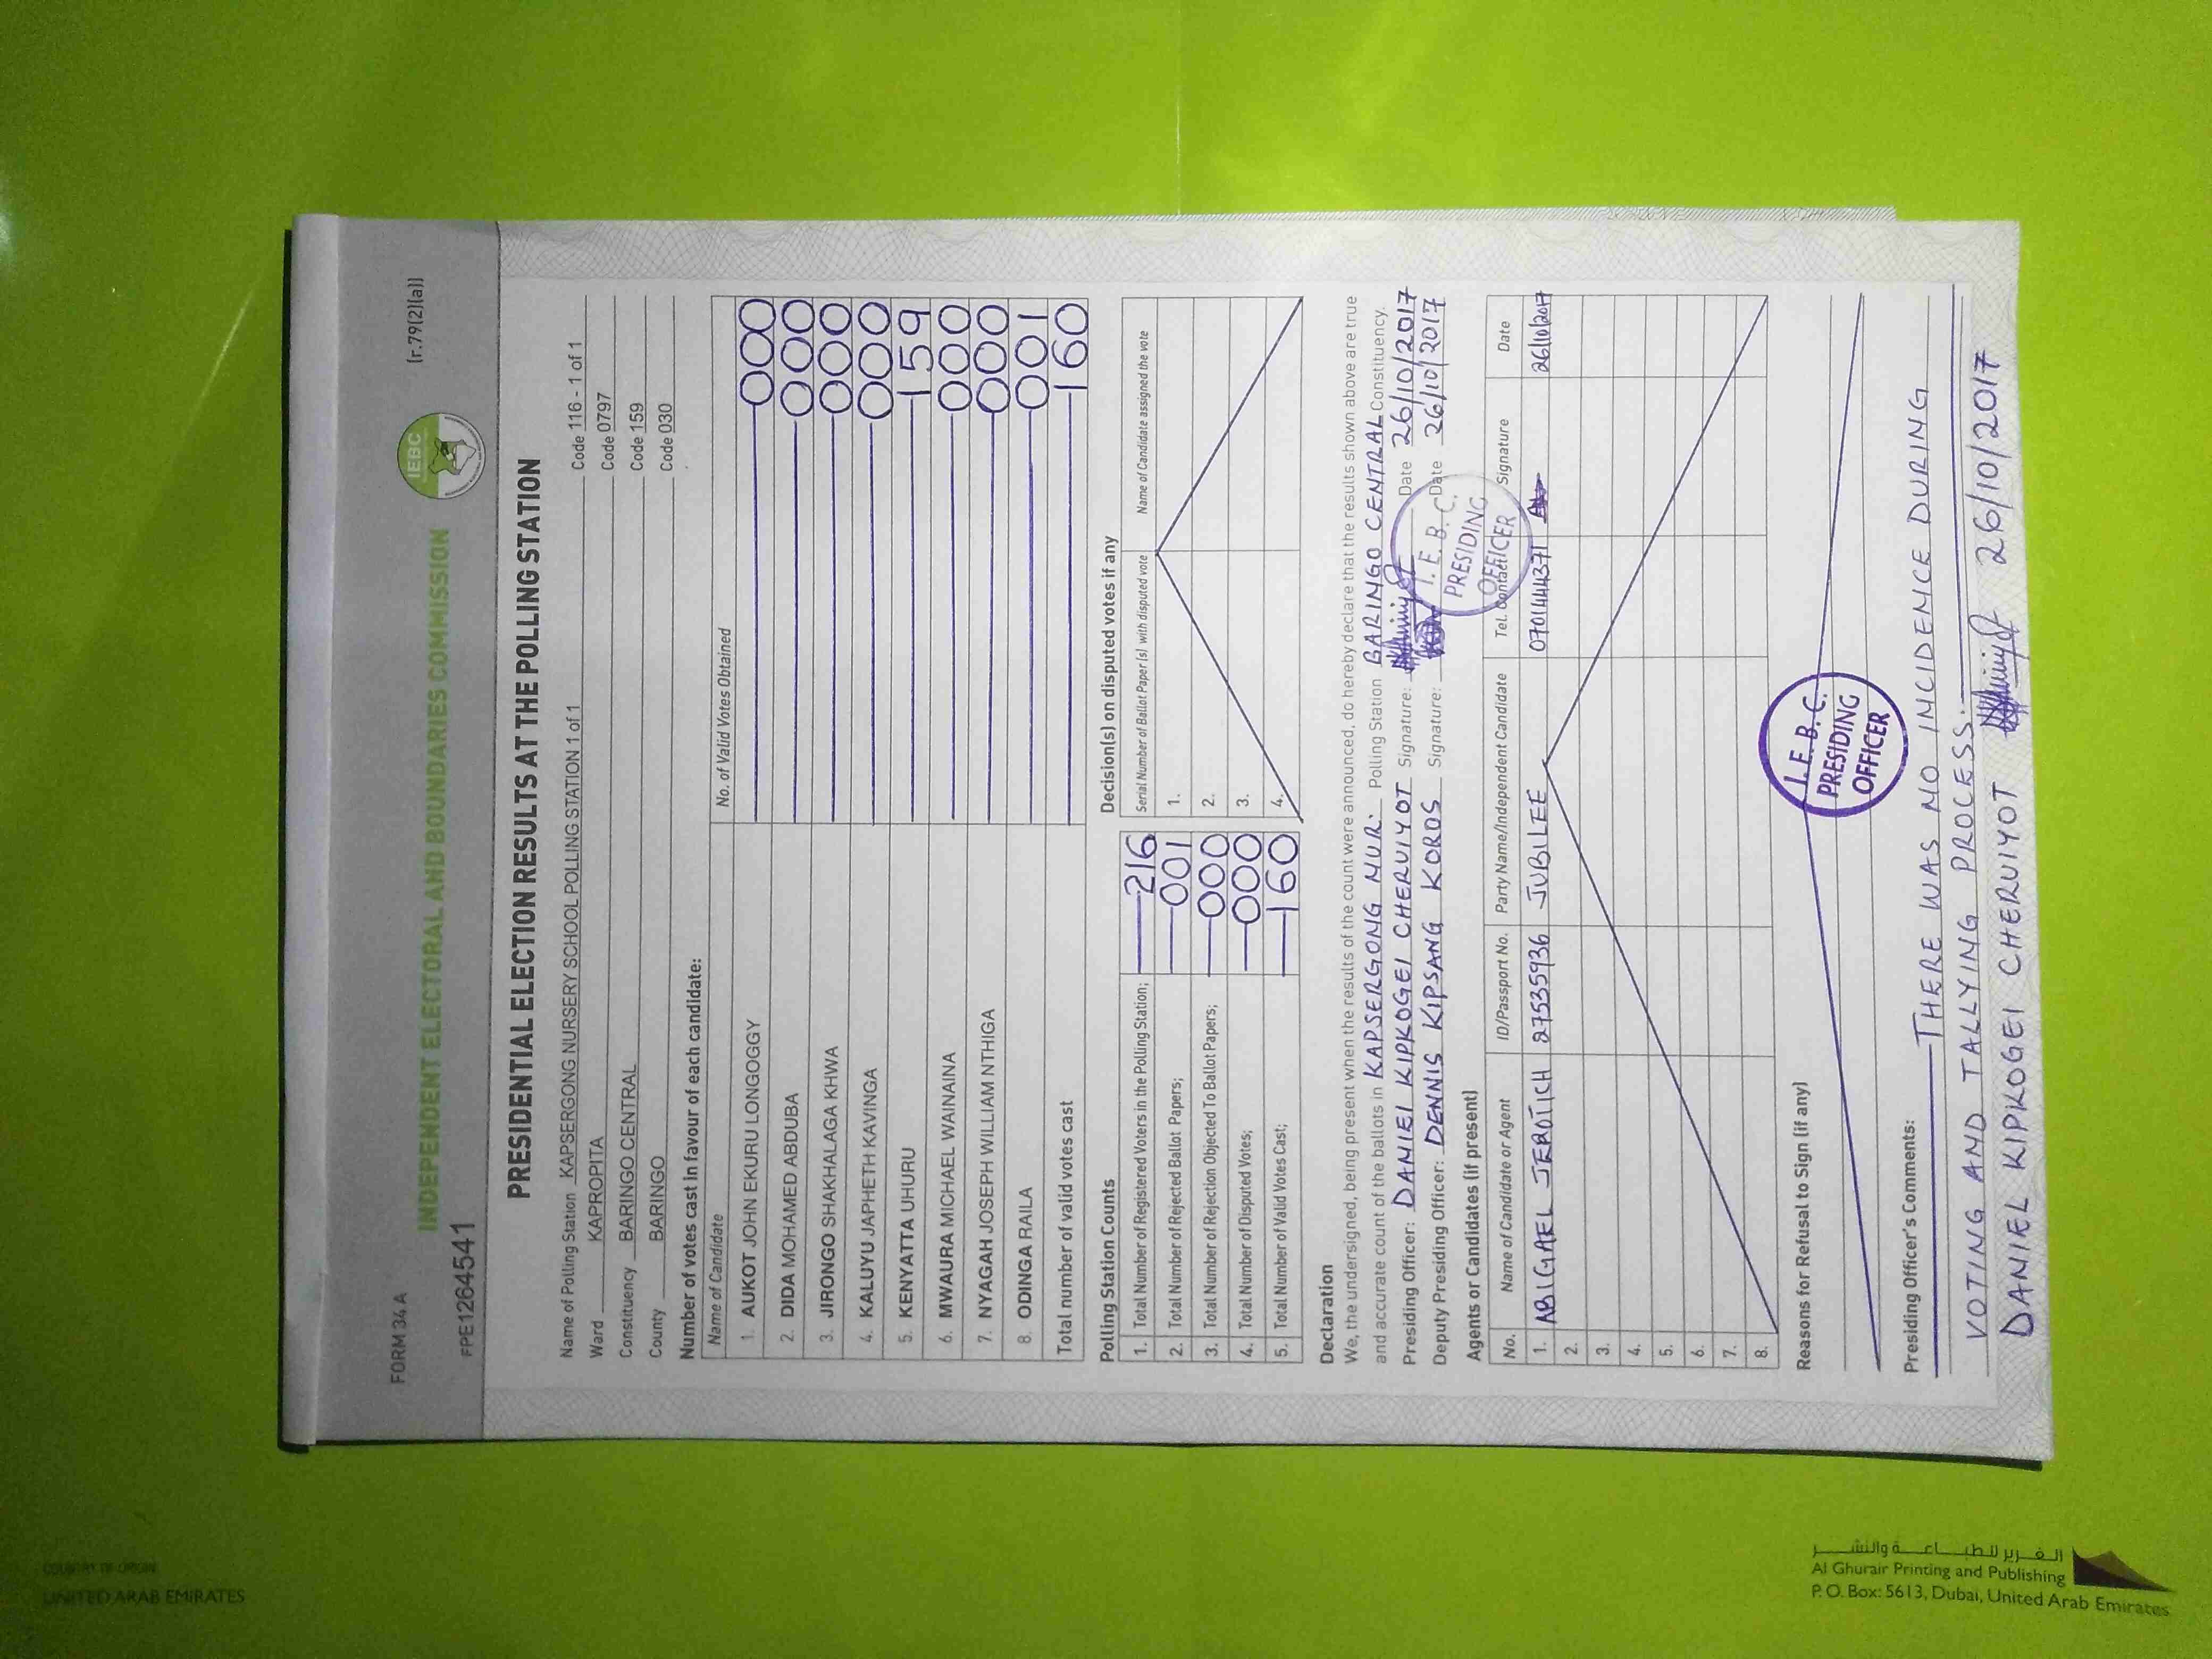 FORM 34 A
(r.79(2)(a))
IEBC
INDEPENDENT ELECTORAL AND BOUNDARIES COMMISSION
FPE1264541
PRESIDENTIAL ELECTION RESULTS AT THE POLLING STATION
Name of Polling Station KAPSERGONG NURSERY SCHOOL POLLING STATION 1 of 1 Code 116 - 1 of 1
Ward KAPROPITA Code 0797
Constituency BARINGO CENTRAL Code 159
County BARINGO Code 030
Number of votes cast in favour of each candidate:
Name of Candidate No. of Valid Votes Obtained
1. AUKOT JOHN EKURU LONGOGGY 000
2. DIDA MOHAMED ABDUBA 000
3. JIRONGO SHAKHALAGA KHWA 000
4. KALUYU JAPHETH KAVINGA 000
5. KENYATTA UHURU 159
6. MWAURA MICHAEL WAINAINA 000
7. NYAGAH JOSEPH WILLIAM NTHIGA 000
8. ODINGA RAILA 001
Total number of valid votes cast 160
Polling Station Counts
1. Total Number of Registered Voters in the Polling Station; 216
2. Total Number of Rejected Ballot Papers; 001
3. Total Number of Rejection Objected To Ballot Papers; 000
4. Total Number of Disputed Votes; 000
5. Total Number of Valid Votes Cast; 160
Decision(s) on disputed votes if any
Serial Number of Ballot Paper (s) with disputed vote Name of Candidate assigned the vote
1.
2.
3.
4.
Declaration
We, the undersigned, being present when the results of the count were announced, do hereby declare that the results shown above are true
and accurate count of the ballots in KAPSERGONG NUR. Polling Station BARINGO CENTRAL Constituency.
Presiding Officer: DANIEL KIPKOGEI CHERUIYOT Signature: Date 26/10/2017
Deputy Presiding Officer: DENNIS KIPSANG KOROS Signature: Date 26/10/2017
I.E.B.C.
PRESIDING
OFFICER
Agents or Candidates (if present)
No. Name of Candidate or Agent ID/Passport No. Party Name/Independent Candidate Tel. Contact Signature Date
1. ABIGAEL JEROTICH 27535936 JUBILEE 0701444371 26/10/2017
2.
3.
4.
5.
6.
7.
8.
Reasons for Refusal to Sign (if any)
I.E.B.C.
PRESIDING
OFFICER
Presiding Officer's Comments:
THERE WAS NO INCIDENCE DURING
VOTING AND TALLYING PROCESS.
DANIEL KIPKOGEI CHERUIYOT 26/10/2017
COUNTRY OF ORIGIN
UNITED ARAB EMIRATES
الغرير للطباعة والنشر
Al Ghurair Printing and Publishing
P. O. Box: 5613, Dubai, United Arab Emirates